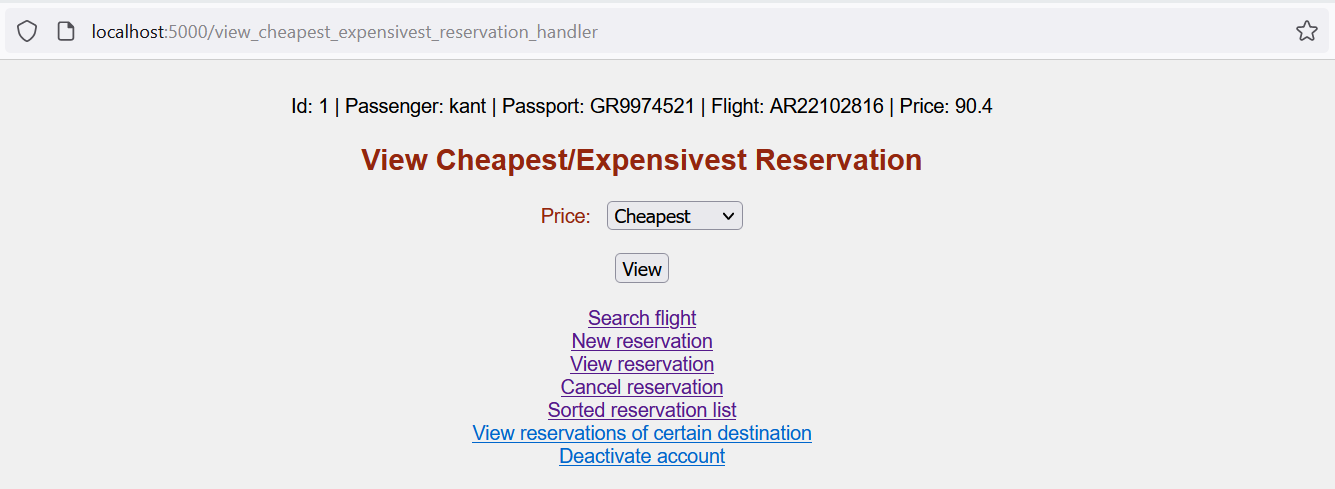 localhost:5000/view_cheapest_expensivest_reservation_handler
Id: 1 | Passenger: kant | Passport: GR9974521 | Flight: AR22102816 | Price: 90.4
View Cheapest/Expensivest Reservation
Price: Cheapest
View
Search flight
New reservation
View reservation
Cancel reservation
Sorted reservation list
View reservations of certain destination
Deactivate account